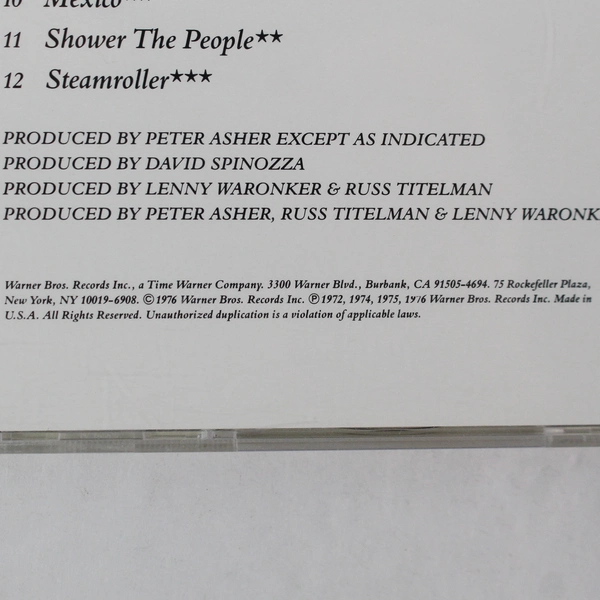 10 Mexico**
11 Shower The People★★
12 Steamroller★★★
PRODUCED BY PETER ASHER EXCEPT AS INDICATED
PRODUCED BY DAVID SPINOZZA
PRODUCED BY LENNY WARONKER & RUSS TITELMAN
PRODUCED BY PETER ASHER, RUSS TITELMAN & LENNY WARONK
Warner Bros. Records Inc., a Time Warner Company. 3300 Warner Blvd., Burbank, CA 91505-4694. 75 Rockefeller Plaza,
New York, NY 10019-6908. ©1976 Warner Bros. Records Inc. ℗1972, 1974, 1975, 1976 Warner Bros. Records Inc. Made in
U.S.A. All Rights Reserved. Unauthorized duplication is a violation of applicable laws.